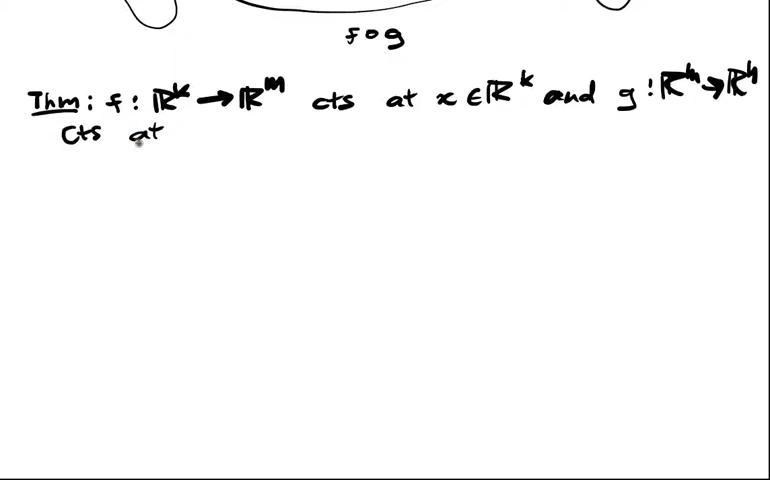 f∘g
Thm: f: ℝᵏ → ℝᵐ cts at x ∈ ℝᵏ and g: ℝᵐ → ℝⁿ
cts at